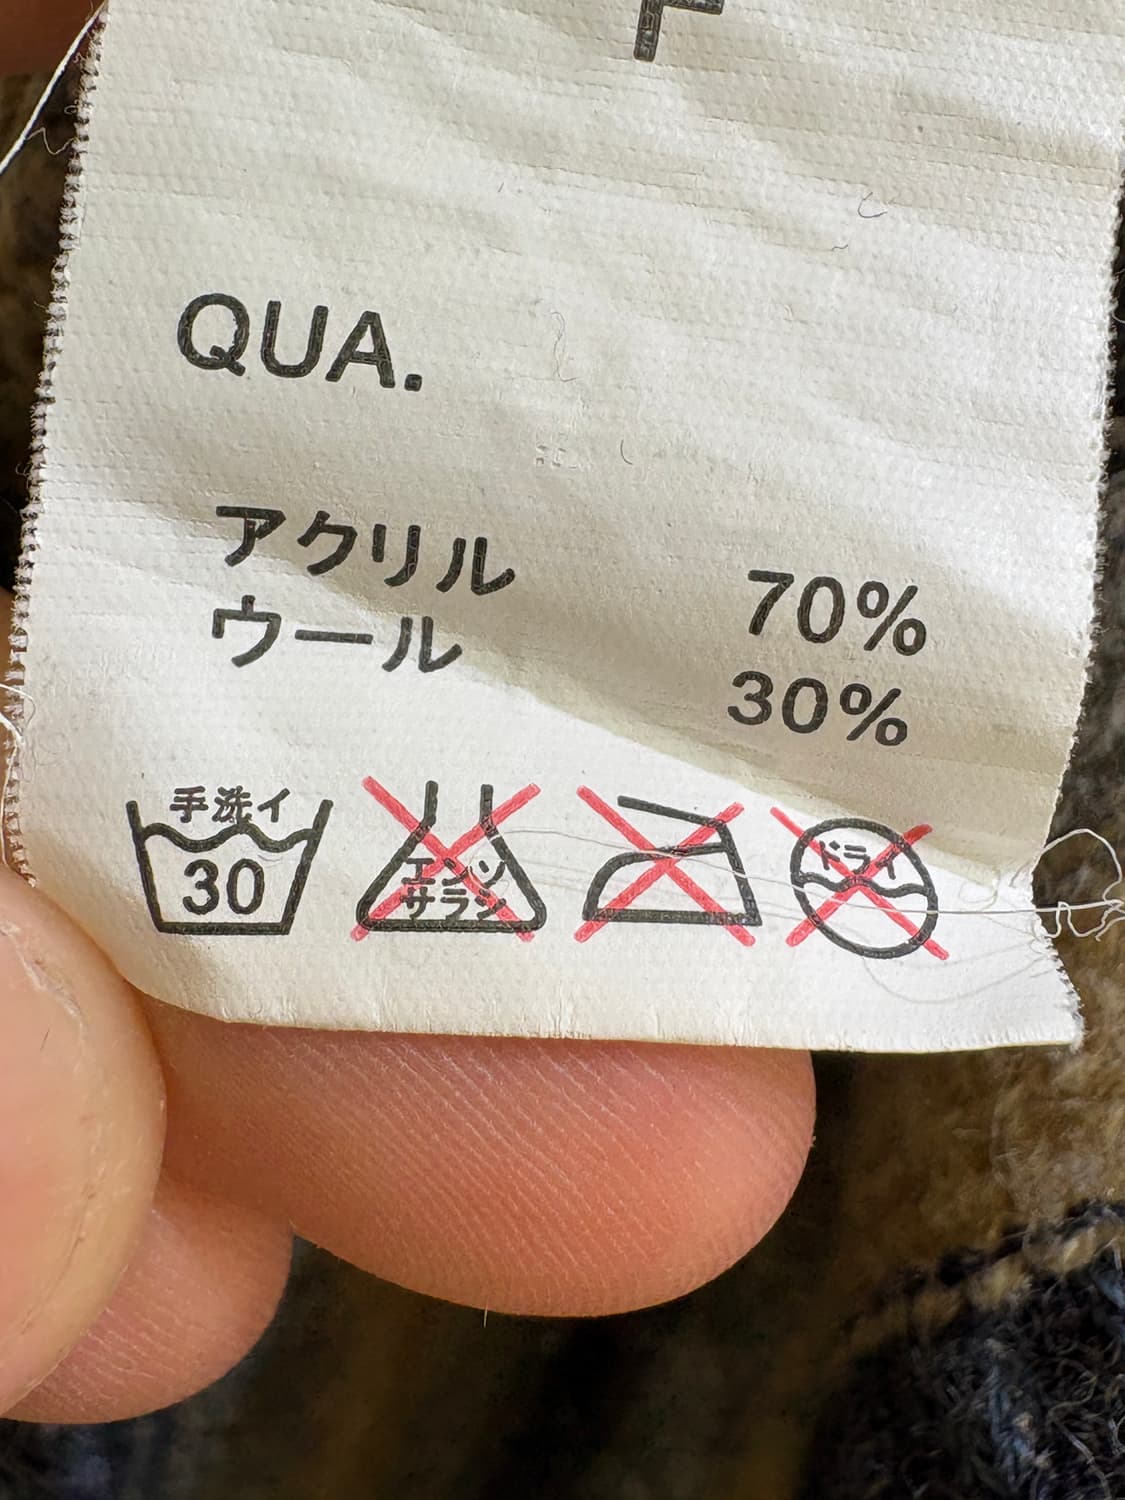 QUA.
アクリル 70%
ウール 30%
手洗イ
30
エンソ
サラシ
ドライ